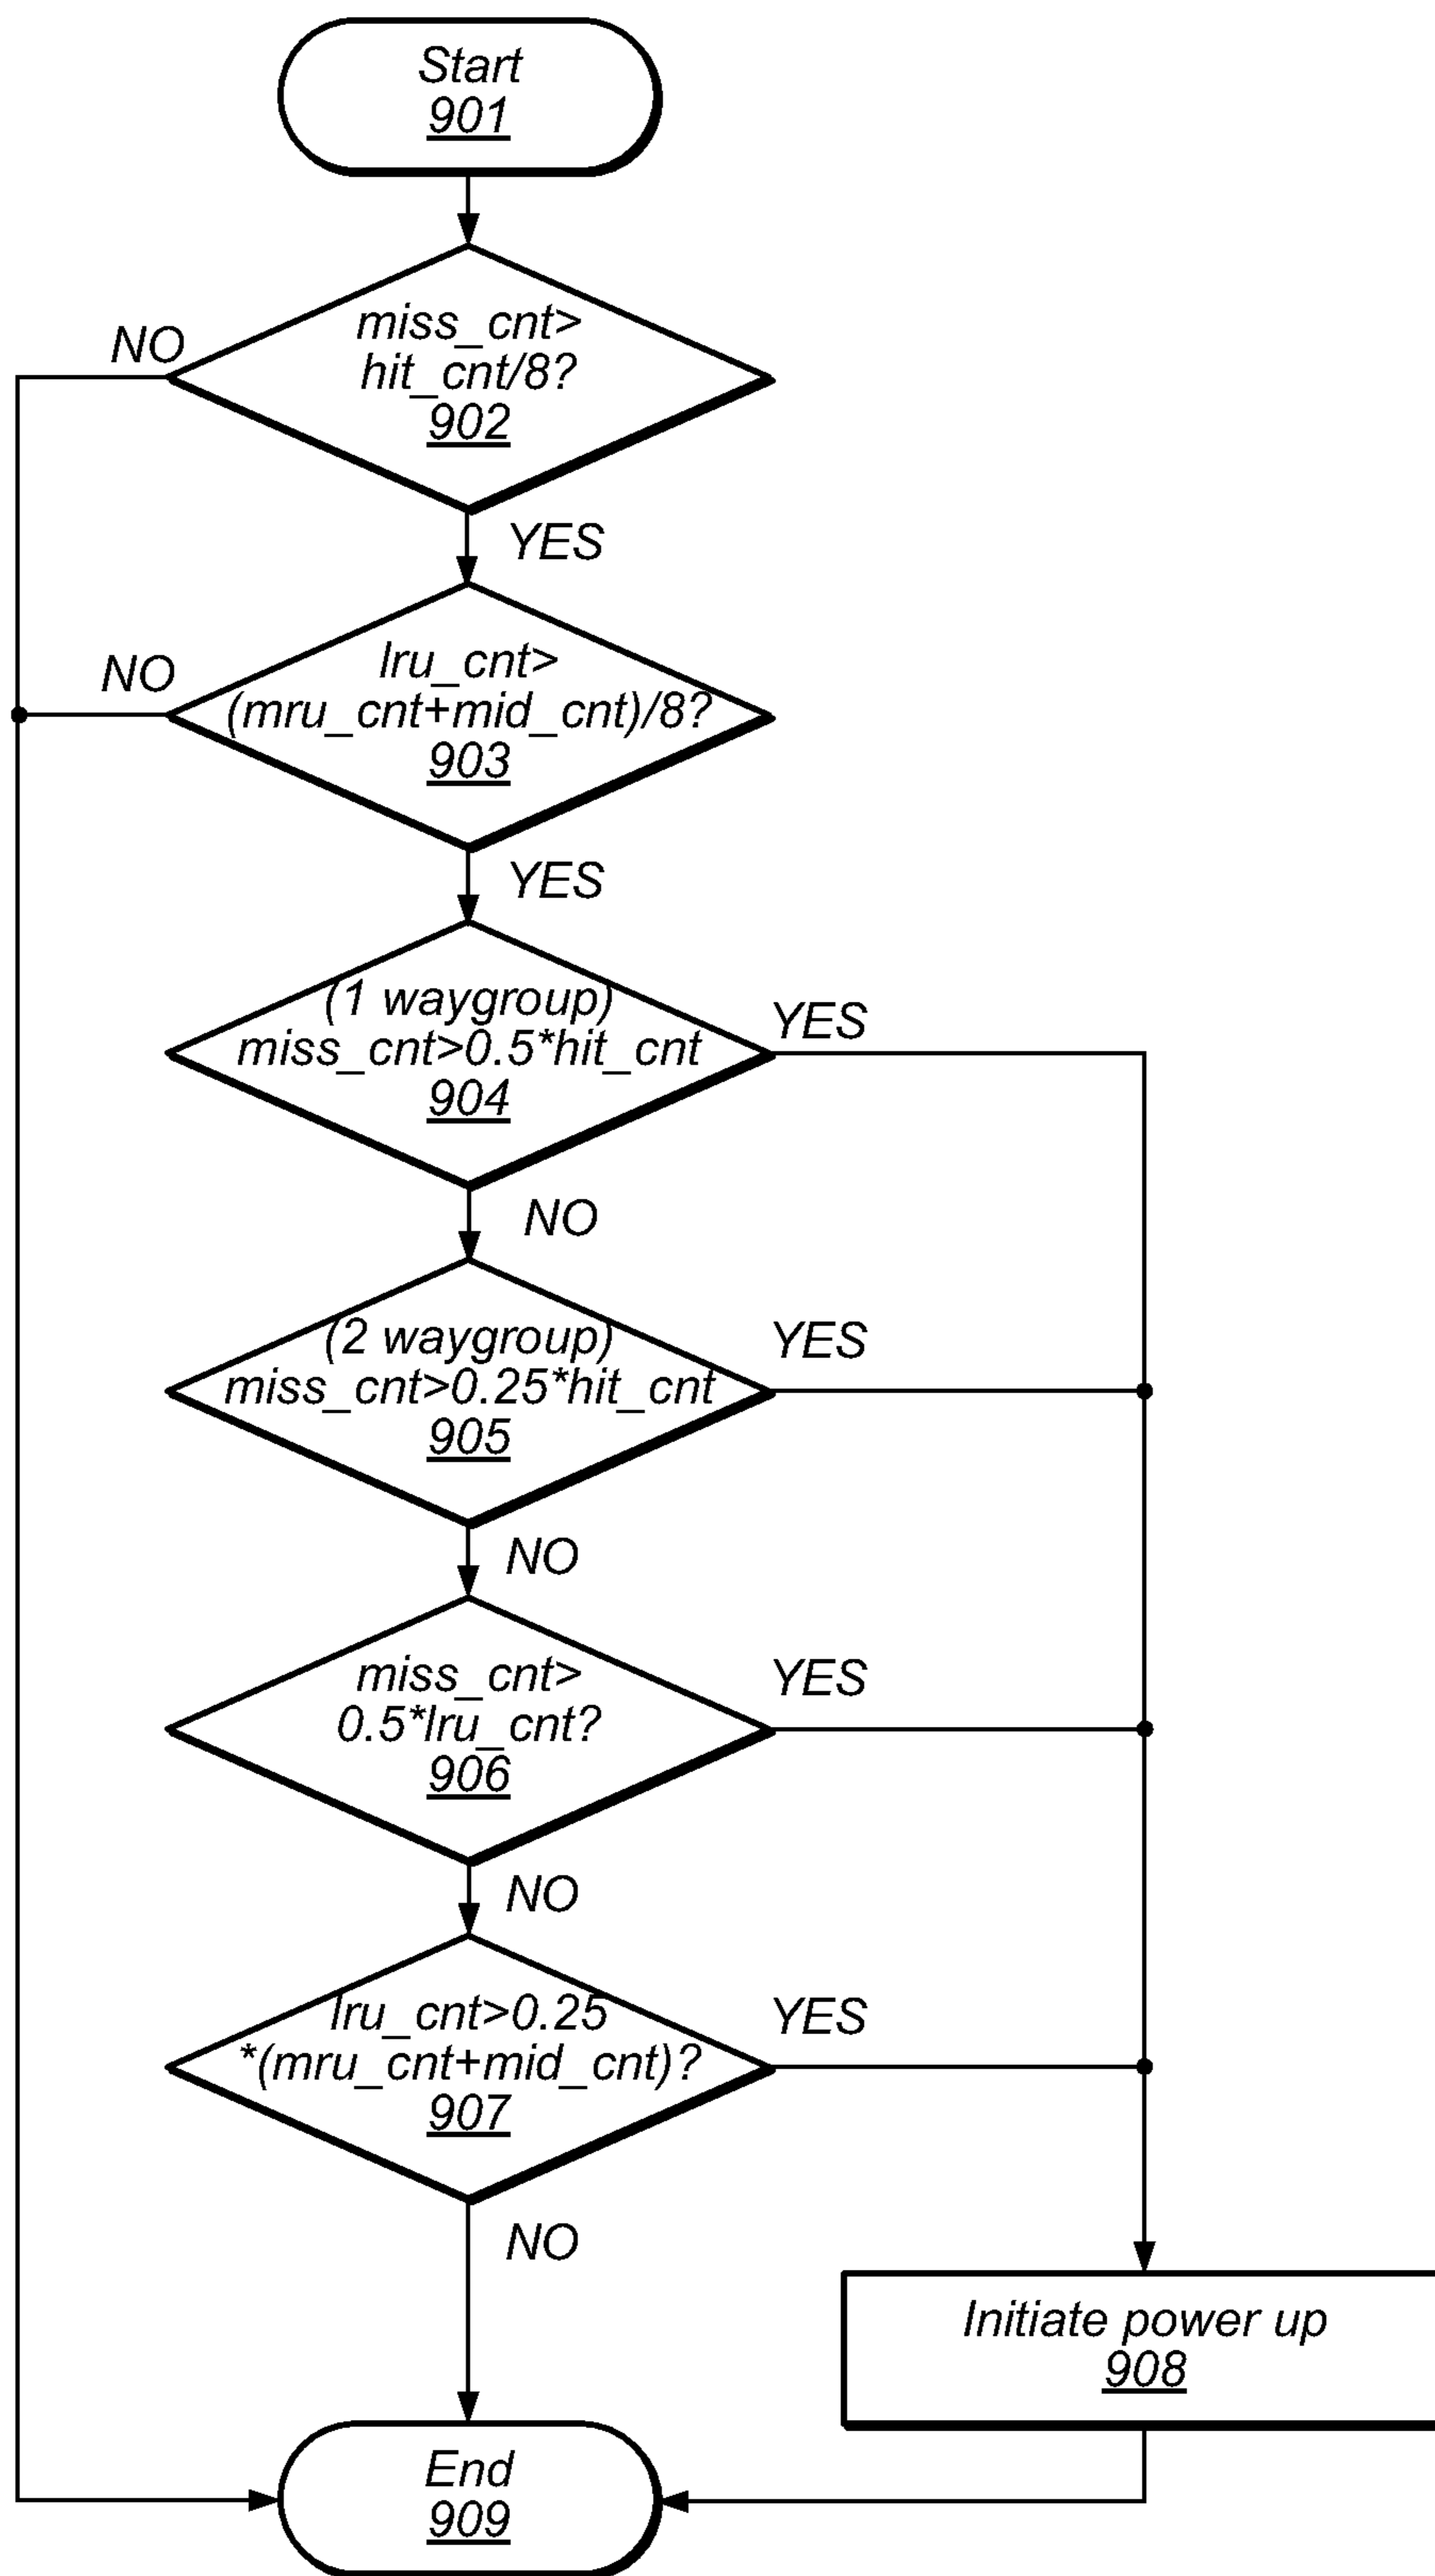 Start
901
miss_cnt>
hit_cnt/8?
902
NO
YES
lru_cnt>
(mru_cnt+mid_cnt)/8?
903
NO
YES
(1 waygroup)
miss_cnt>0.5*hit_cnt
904
YES
NO
(2 waygroup)
miss_cnt>0.25*hit_cnt
905
YES
NO
miss_cnt>
0.5*lru_cnt?
906
YES
NO
lru_cnt>0.25
*(mru_cnt+mid_cnt)?
907
YES
NO
Initiate power up
908
End
909